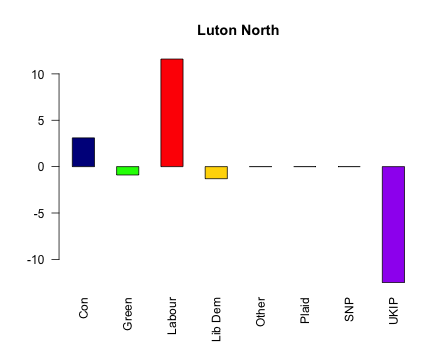 Luton North
10
5
0
-5
-10
Con
Green
Labour
Lib Dem
Other
Plaid
SNP
UKIP